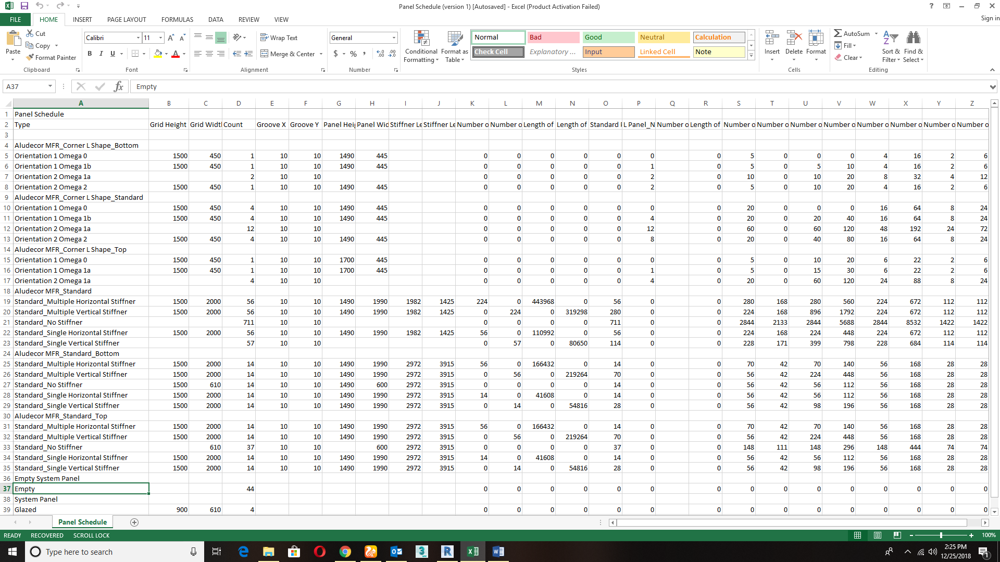 Panel Schedule (version 1) [Autosaved] - Excel (Product Activation Failed)
FILE HOME INSERT PAGE LAYOUT FORMULAS DATA REVIEW VIEW Sign in
Paste Cut Copy Format Painter Clipboard
Calibri 11 B I U Font
Wrap Text Merge & Center Alignment
General $ % , Number
Conditional Formatting Format as Table
Normal Bad Good Neutral Calculation
Check Cell Explanatory ... Input Linked Cell Note
Styles
Insert Delete Format Cells
AutoSum Fill Clear Sort & Filter Find & Select Editing
A37 fx Empty
A B C D E F G H I J K L M N O P Q R S T U V W X Y Z
1 Panel Schedule
2 Type Grid Height Grid Widtl Count Groove X Groove Y Panel Hei Panel Wid Stiffner Le Stiffner Le Number o Number o Length of Length of Standard I L Panel_N Number o Length of Number o Number o Number o Number o Number o Number o Number o Number o
3
4 Aludecor MFR_Corner L Shape_Bottom
5 Orientation 1 Omega 0 1500 450 1 10 10 1490 445 0 0 0 0 0 0 0 5 0 0 0 4 16 2 6
6 Orientation 1 Omega 1b 1500 450 1 10 10 1490 445 0 0 0 0 0 1 0 5 0 5 10 4 16 2 6
7 Orientation 2 Omega 1a 2 10 10 0 0 0 0 0 2 0 10 0 10 20 8 32 4 12
8 Orientation 2 Omega 2 1500 450 1 10 10 1490 445 0 0 0 0 0 2 0 5 0 10 20 4 16 2 6
9 Aludecor MFR_Corner L Shape_Standard
10 Orientation 1 Omega 0 1500 450 4 10 10 1490 445 0 0 0 0 0 0 0 20 0 0 0 16 64 8 24
11 Orientation 1 Omega 1b 1500 450 4 10 10 1490 445 0 0 0 0 0 4 0 20 0 20 40 16 64 8 24
12 Orientation 2 Omega 1a 12 10 10 0 0 0 0 0 12 0 60 0 60 120 48 192 24 72
13 Orientation 2 Omega 2 1500 450 4 10 10 1490 445 0 0 0 0 0 8 0 20 0 40 80 16 64 8 24
14 Aludecor MFR_Corner L Shape_Top
15 Orientation 1 Omega 0 1500 450 1 10 10 1700 445 0 0 0 0 0 0 0 5 0 10 20 6 22 2 6
16 Orientation 1 Omega 1a 1500 450 1 10 10 1700 445 0 0 0 0 0 1 0 5 0 15 30 6 22 2 6
17 Orientation 2 Omega 1a 4 10 10 0 0 0 0 0 4 0 20 0 60 120 24 88 8 24
18 Aludecor MFR_Standard
19 Standard_Multiple Horizontal Stiffner 1500 2000 56 10 10 1490 1990 1982 1425 224 0 443968 0 56 0 0 280 168 280 560 224 672 112 112
20 Standard_Multiple Vertical Stiffner 1500 2000 56 10 10 1490 1990 1982 1425 0 224 0 319298 280 0 0 224 168 896 1792 224 672 112 112
21 Standard_No Stiffner 711 10 10 0 0 0 0 711 0 0 2844 2133 2844 5688 2844 8532 1422 1422
22 Standard_Single Horizontal Stiffner 1500 2000 56 10 10 1490 1990 1982 1425 56 0 110992 0 56 0 0 224 168 224 448 224 672 112 112
23 Standard_Single Vertical Stiffner 57 10 10 0 57 0 80650 114 0 0 228 171 399 798 228 684 114 114
24 Aludecor MFR_Standard_Bottom
25 Standard_Multiple Horizontal Stiffner 1500 2000 14 10 10 1490 1990 2972 3915 56 0 166432 0 14 0 0 70 42 70 140 56 168 28 28
26 Standard_Multiple Vertical Stiffner 1500 2000 14 10 10 1490 1990 2972 3915 0 56 0 219264 70 0 0 56 42 224 448 56 168 28 28
27 Standard_No Stiffner 1500 610 14 10 10 1490 600 2972 3915 0 0 0 0 14 0 0 56 42 56 112 56 168 28 28
28 Standard_Single Horizontal Stiffner 1500 2000 14 10 10 1490 1990 2972 3915 14 0 41608 0 14 0 0 56 42 56 112 56 168 28 28
29 Standard_Single Vertical Stiffner 1500 2000 14 10 10 1490 1990 2972 3915 0 14 0 54816 28 0 0 56 42 98 196 56 168 28 28
30 Aludecor MFR_Standard_Top
31 Standard_Multiple Horizontal Stiffner 1500 2000 14 10 10 1490 1990 2972 3915 56 0 166432 0 14 0 0 70 42 70 140 56 168 28 28
32 Standard_Multiple Vertical Stiffner 1500 2000 14 10 10 1490 1990 2972 3915 0 56 0 219264 70 0 0 56 42 224 448 56 168 28 28
33 Standard_No Stiffner 610 37 10 10 600 2972 3915 0 0 0 0 37 0 0 148 111 148 296 148 444 74 74
34 Standard_Single Horizontal Stiffner 1500 2000 14 10 10 1490 1990 2972 3915 14 0 41608 0 14 0 0 56 42 56 112 56 168 28 28
35 Standard_Single Vertical Stiffner 1500 2000 14 10 10 1490 1990 2972 3915 0 14 0 54816 28 0 0 56 42 98 196 56 168 28 28
36 Empty System Panel
37 Empty 44 0 0 0 0 0 0 0 0 0 0 0 0 0 0 0
38 System Panel
39 Glazed 900 610 4 0 0 0 0 0 0 0 0 0 0 0 0 0 0 0
Panel Schedule
READY RECOVERED SCROLL LOCK 100%
Type here to search
2:25 PM
12/25/2018